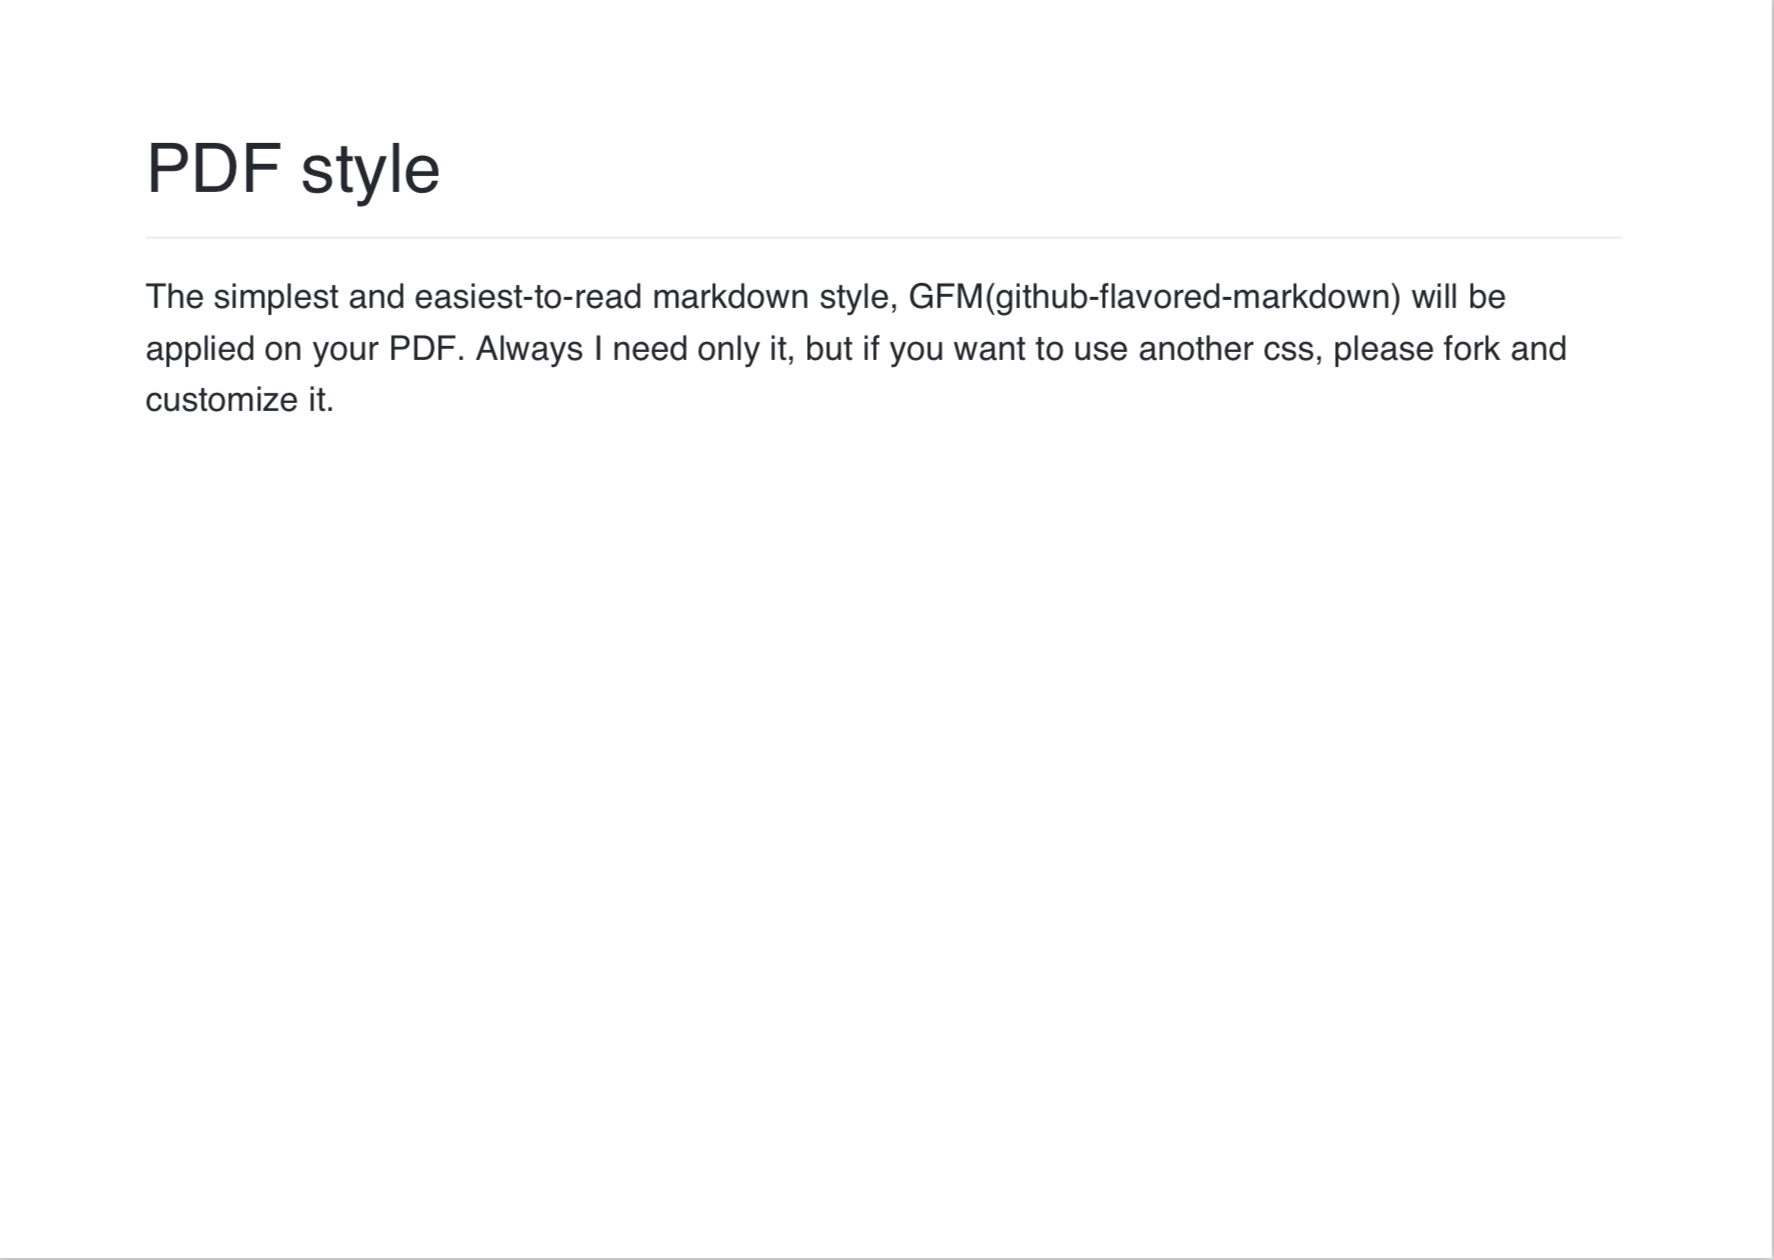 PDF style
The simplest and easiest-to-read markdown style, GFM(github-flavored-markdown) will be
applied on your PDF. Always I need only it, but if you want to use another css, please fork and
customize it.